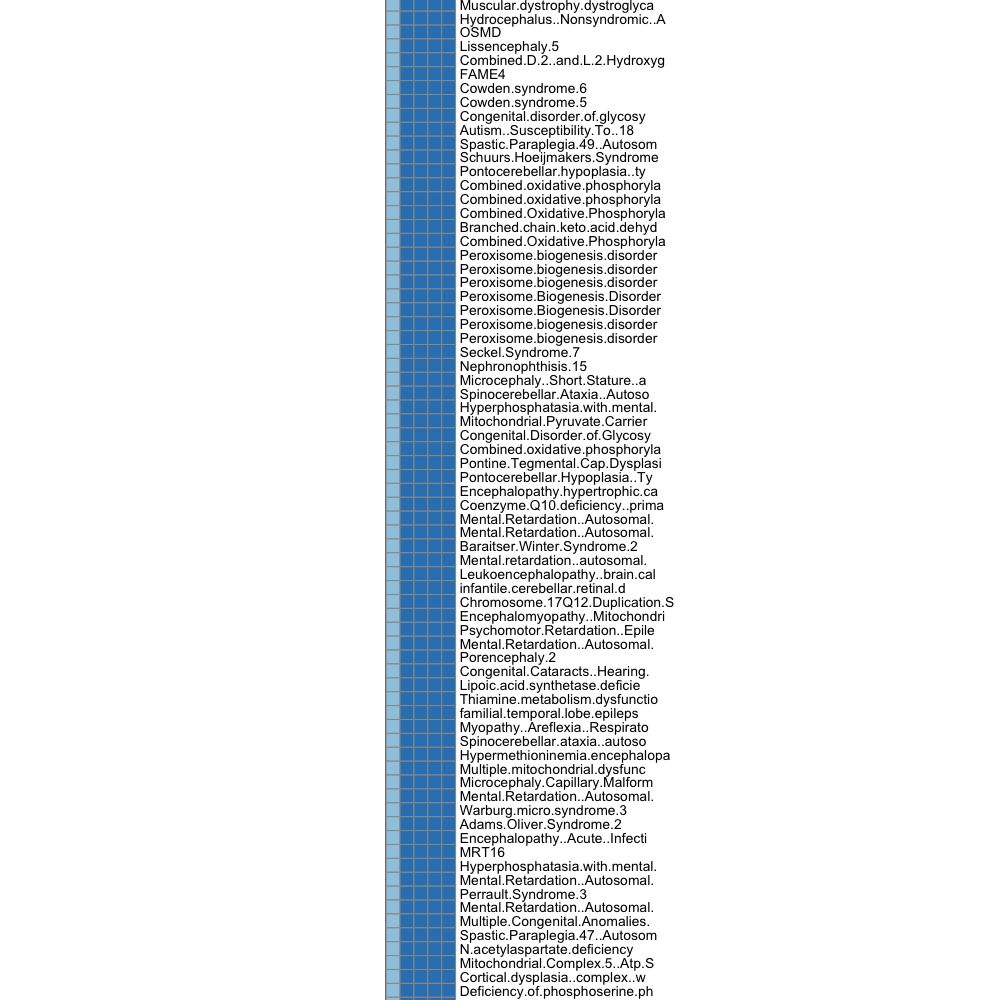 Muscular.dystrophy.dystroglyca
Hydrocephalus..Nonsyndromic..A
OSMD
Lissencephaly.5
Combined.D.2..and.L.2.Hydroxyg
FAME4
Cowden.syndrome.6
Cowden.syndrome.5
Congenital.disorder.of.glycosy
Autism..Susceptibility.To..18
Spastic.Paraplegia.49..Autosom
Schuurs.Hoeijmakers.Syndrome
Pontocerebellar.hypoplasia..ty
Combined.oxidative.phosphoryla
Combined.oxidative.phosphoryla
Combined.Oxidative.Phosphoryla
Branched.chain.keto.acid.dehyd
Combined.Oxidative.Phosphoryla
Peroxisome.biogenesis.disorder
Peroxisome.biogenesis.disorder
Peroxisome.biogenesis.disorder
Peroxisome.Biogenesis.Disorder
Peroxisome.Biogenesis.Disorder
Peroxisome.biogenesis.disorder
Peroxisome.biogenesis.disorder
Seckel.Syndrome.7
Nephronophthisis.15
Microcephaly..Short.Stature..a
Spinocerebellar.Ataxia..Autoso
Hyperphosphatasia.with.mental.
Mitochondrial.Pyruvate.Carrier
Congenital.Disorder.of.Glycosy
Combined.oxidative.phosphoryla
Pontine.Tegmental.Cap.Dysplasi
Pontocerebellar.Hypoplasia..Ty
Encephalopathy.hypertrophic.ca
Coenzyme.Q10.deficiency..prima
Mental.Retardation..Autosomal.
Mental.Retardation..Autosomal.
Baraitser.Winter.Syndrome.2
Mental.retardation..autosomal.
Leukoencephalopathy..brain.cal
infantile.cerebellar.retinal.d
Chromosome.17Q12.Duplication.S
Encephalomyopathy..Mitochondri
Psychomotor.Retardation..Epile
Mental.Retardation..Autosomal.
Porencephaly.2
Congenital.Cataracts..Hearing.
Lipoic.acid.synthetase.deficie
Thiamine.metabolism.dysfunctio
familial.temporal.lobe.epileps
Myopathy..Areflexia..Respirato
Spinocerebellar.ataxia..autoso
Hypermethioninemia.encephalopa
Multiple.mitochondrial.dysfunc
Microcephaly.Capillary.Malform
Mental.Retardation..Autosomal.
Warburg.micro.syndrome.3
Adams.Oliver.Syndrome.2
Encephalopathy..Acute..Infecti
MRT16
Hyperphosphatasia.with.mental.
Mental.Retardation..Autosomal.
Perrault.Syndrome.3
Mental.Retardation..Autosomal.
Multiple.Congenital.Anomalies.
Spastic.Paraplegia.47..Autosom
N.acetylaspartate.deficiency
Mitochondrial.Complex.5..Atp.S
Cortical.dysplasia..complex..w
Deficiency.of.phosphoserine.ph